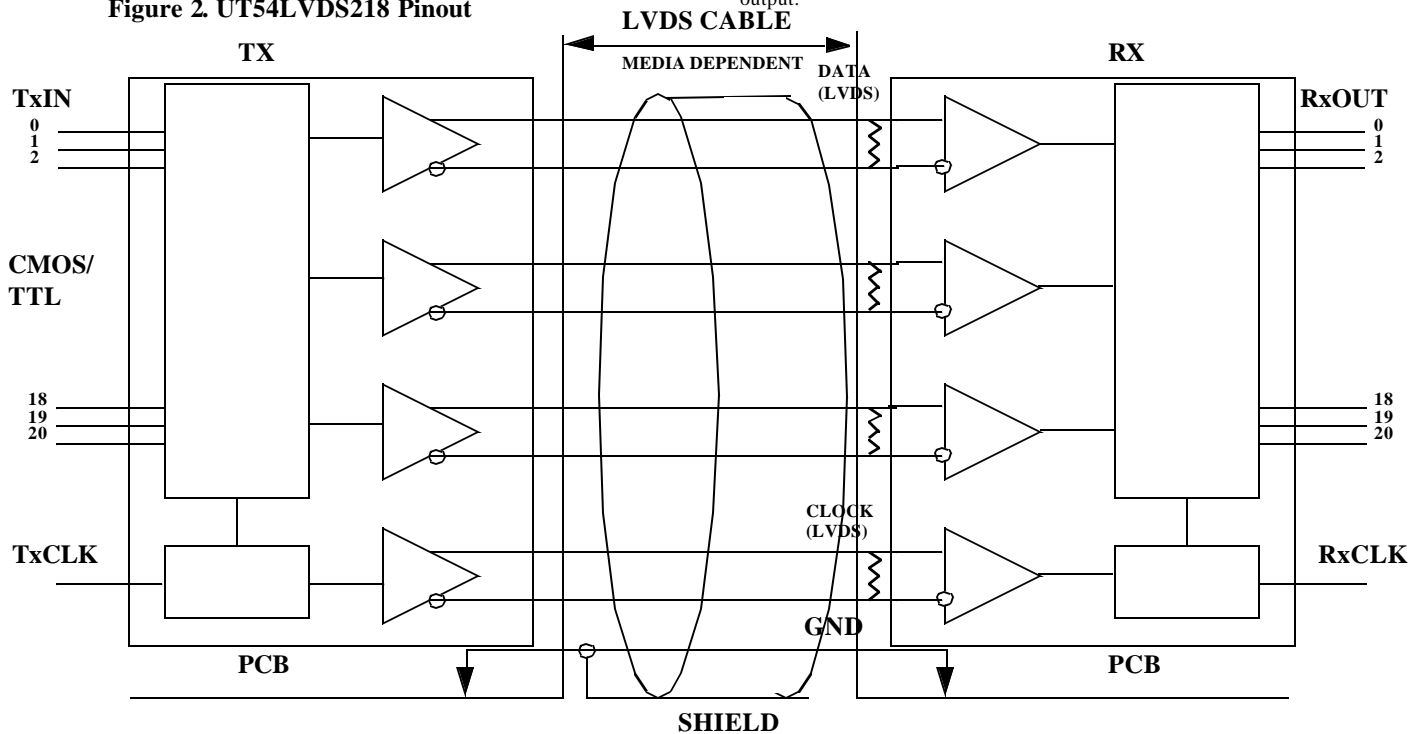 Figure 2. UT54LVDS218 Pinout
output.
LVDS CABLE
TX
RX
MEDIA DEPENDENT
DATA
(LVDS)
TxIN
RxOUT
0
1
2
0
1
2
CMOS/
TTL
18
19
20
18
19
20
CLOCK
(LVDS)
TxCLK
RxCLK
GND
PCB
PCB
SHIELD